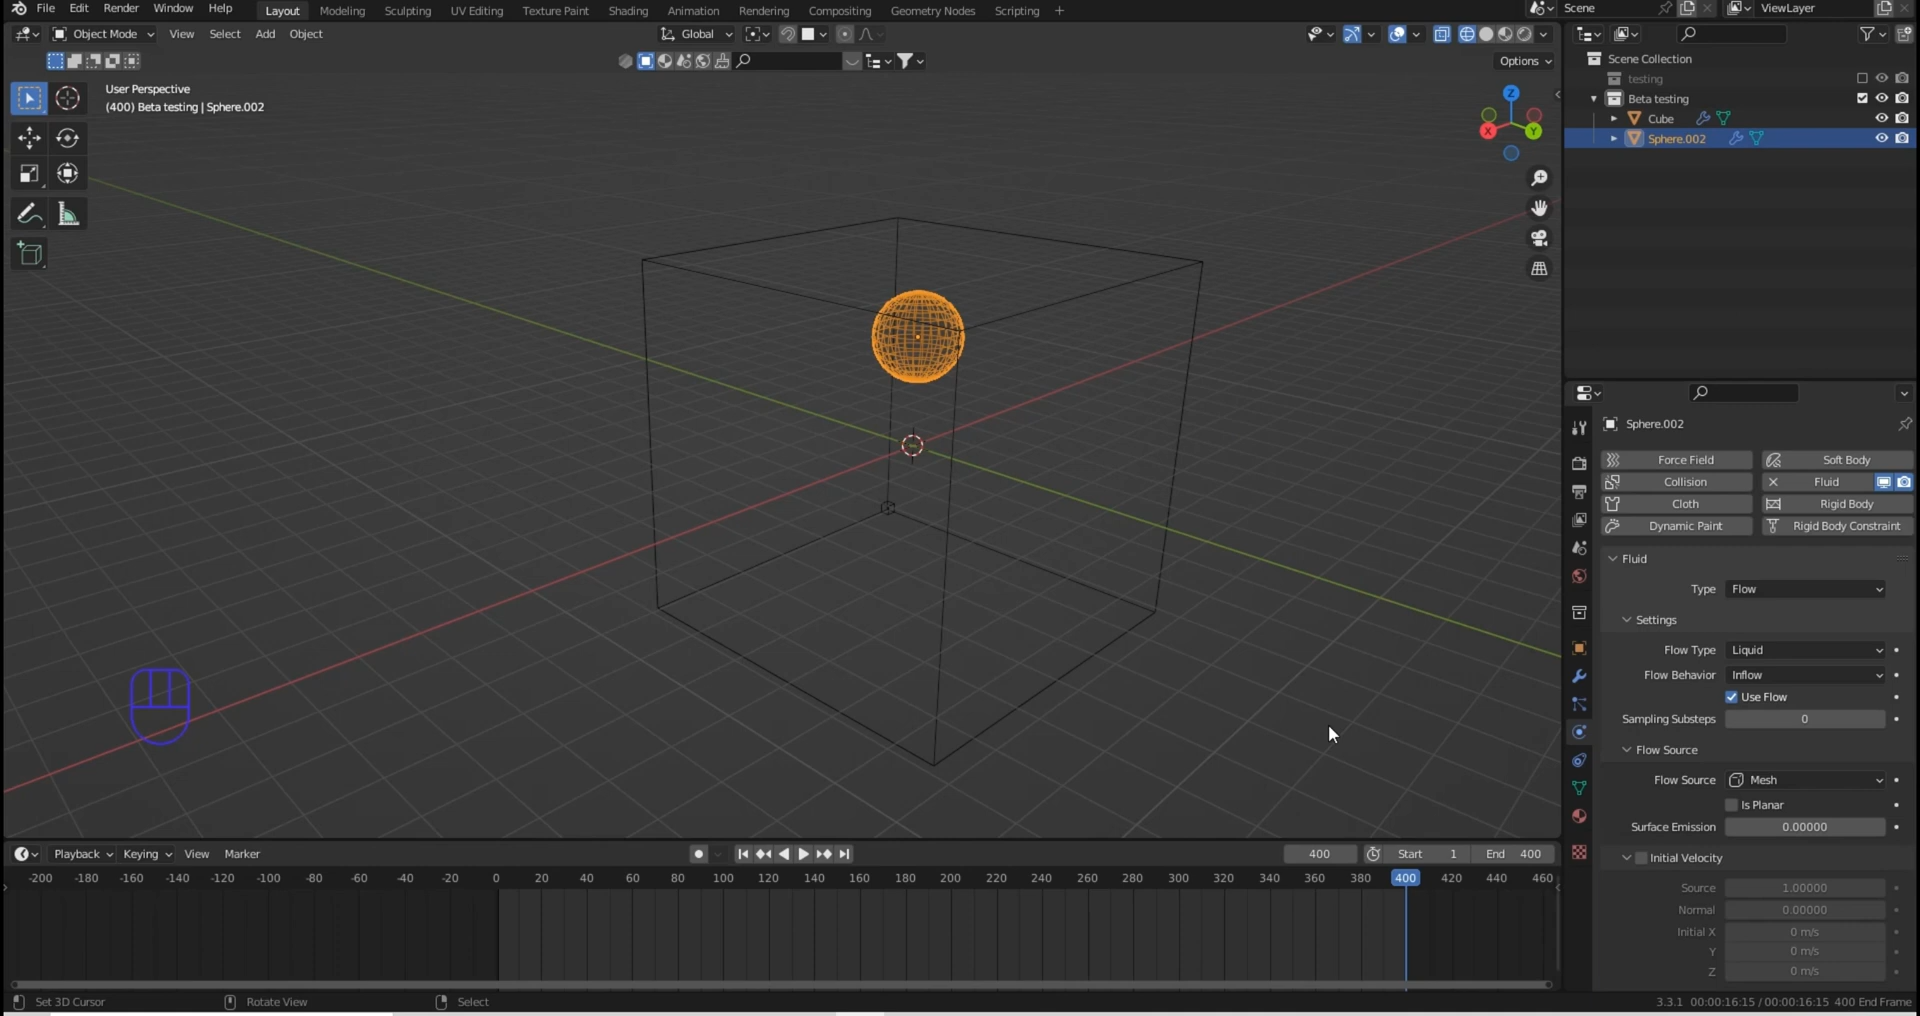 File Edit Render Window Help Layout Modeling Sculpting UV Editing Texture Paint Shading Animation Rendering Compositing Geometry Nodes Scripting + Scene ViewLayer
Object Mode View Select Add Object Global
Options
User Perspective
(400) Beta testing | Sphere.002
Z
X
Y
Scene Collection
testing
Beta testing
Cube
Sphere.002
Sphere.002
Force Field Soft Body
Collision Fluid
Cloth Rigid Body
Dynamic Paint Rigid Body Constraint
Fluid
Type Flow
Settings
Flow Type Liquid
Flow Behavior Inflow
Use Flow
Sampling Substeps 0
Flow Source
Flow Source Mesh
Is Planar
Surface Emission 0.00000
Initial Velocity
Source 1.00000
Normal 0.00000
Initial X 0 m/s
Y 0 m/s
Z 0 m/s
Playback Keying View Marker 400 Start 1 End 400
-200 -180 -160 -140 -120 -100 -80 -60 -40 -20 0 20 40 60 80 100 120 140 160 180 200 220 240 260 280 300 320 340 360 380 400 420 440 460
Set 3D Cursor Rotate View Select 3.3.1 00:00:16:15 / 00:00:16:15 400 End Frame